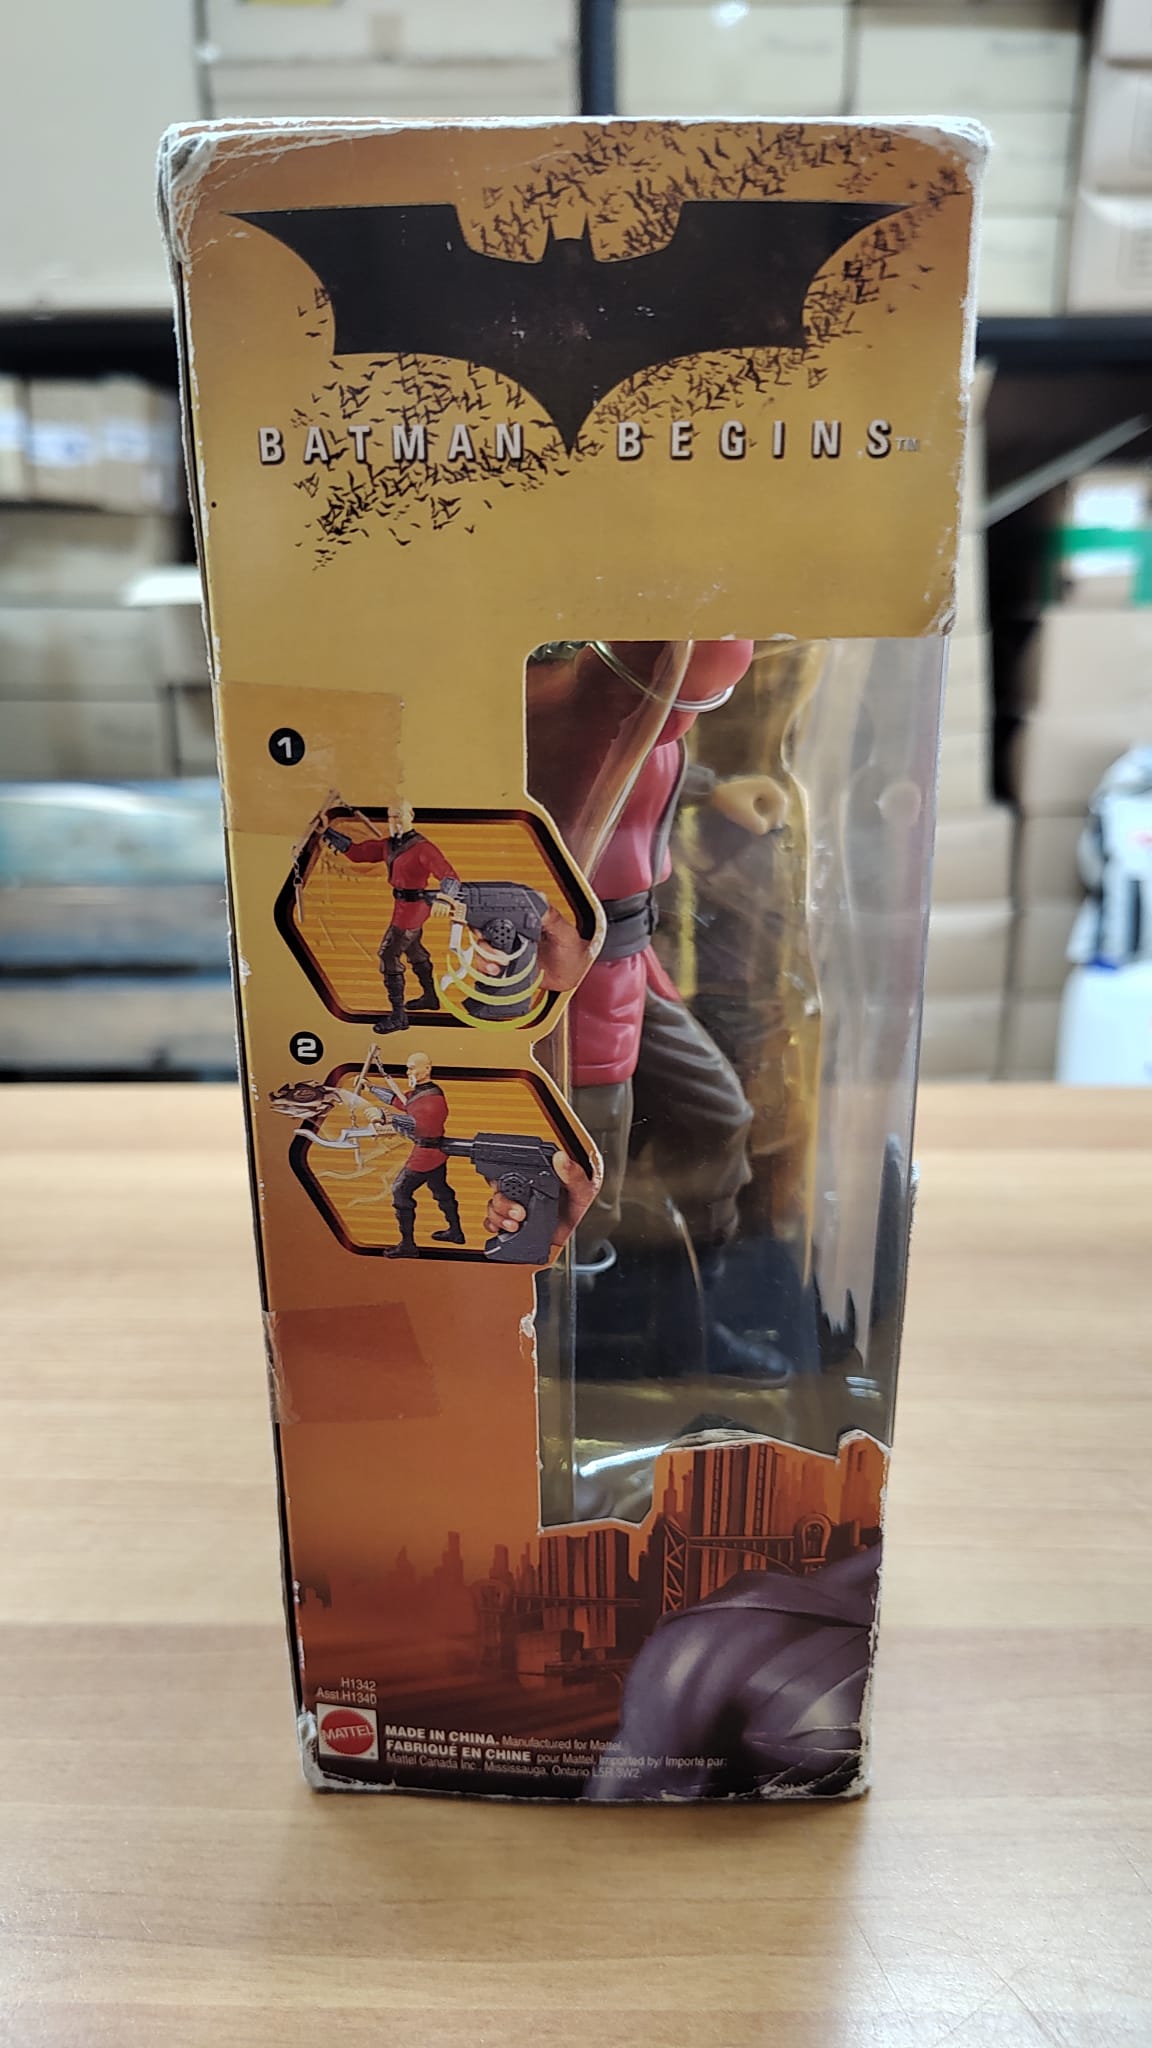 BATMAN BEGINS™
1
2
H1342
Asst.H1340
MATTEL
MADE IN CHINA. Manufactured for Mattel.
FABRIQUÉ EN CHINE pour Mattel. Imported by/ Importé par:
Mattel Canada Inc., Mississauga, Ontario L5R 3W2.